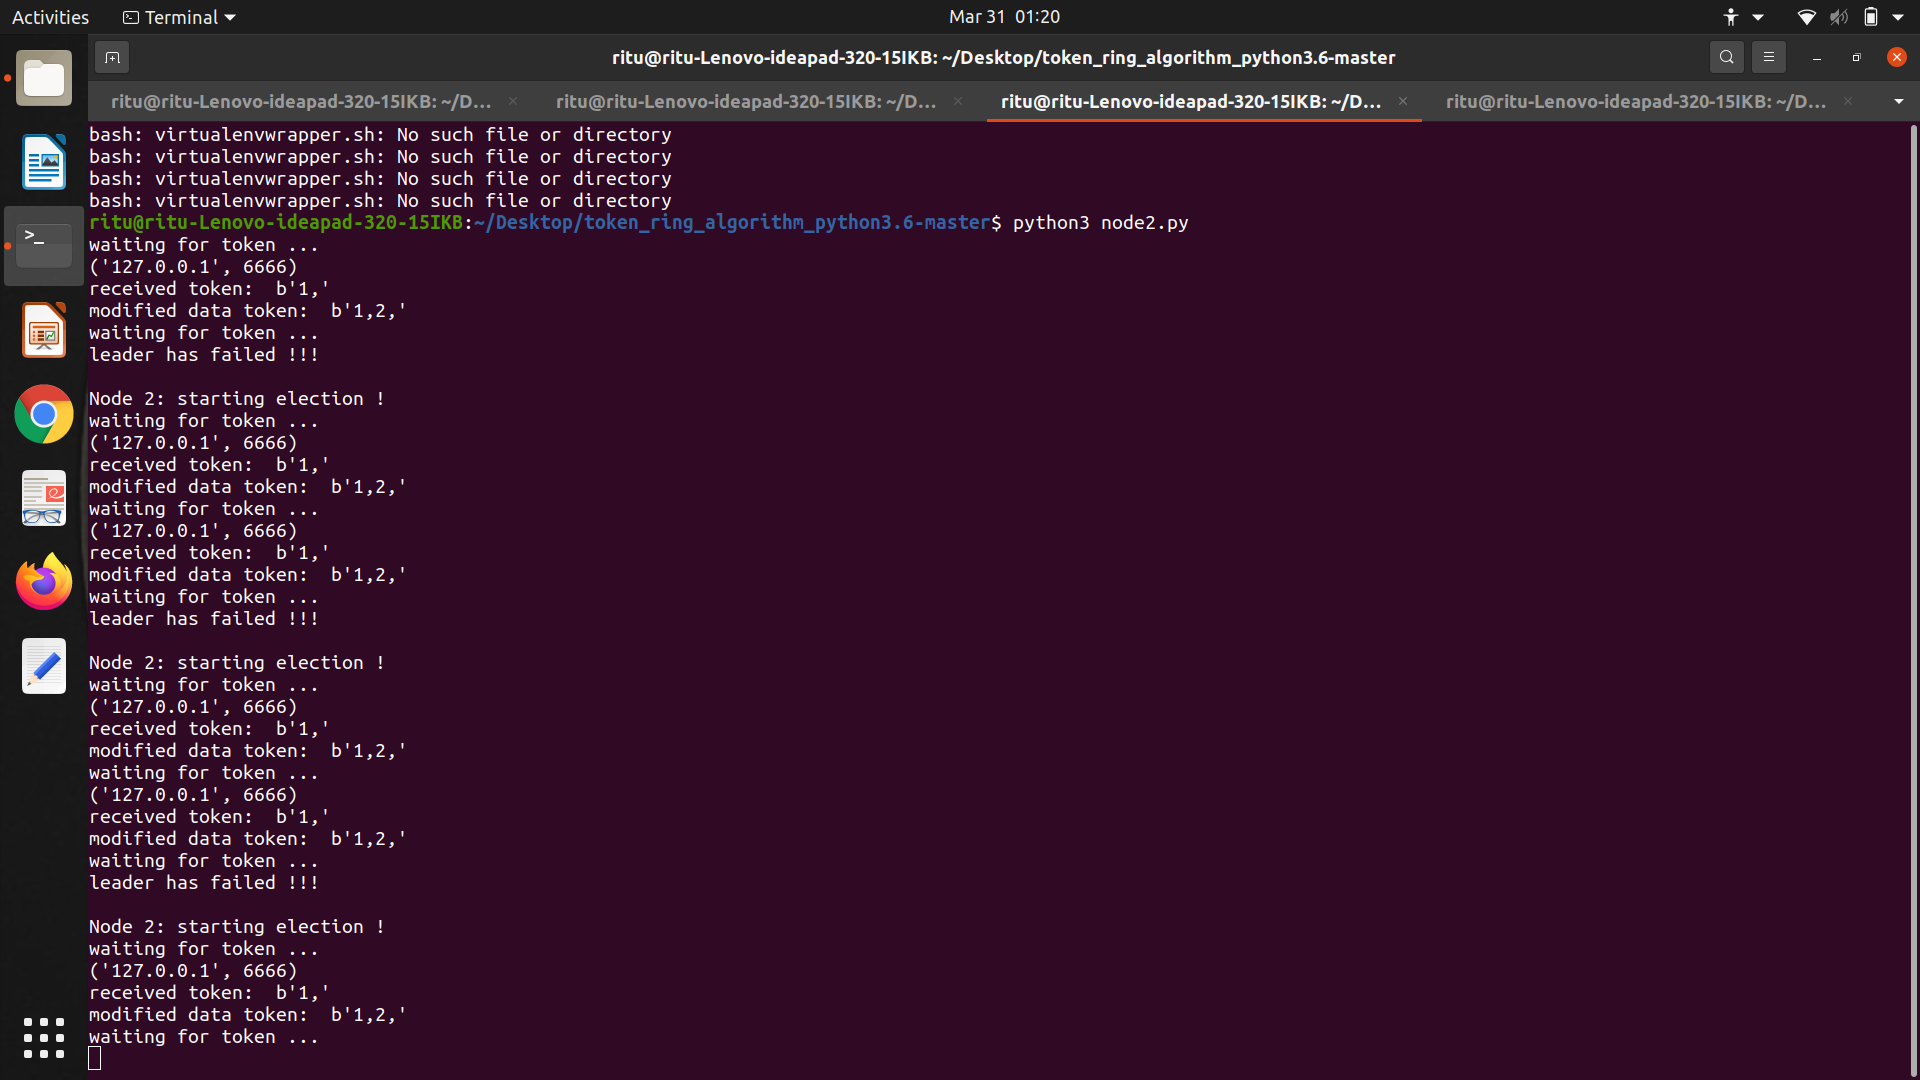 Activities
Terminal
Mar 31 01:20
ritu@ritu-Lenovo-ideapad-320-15IKB: ~/Desktop/token_ring_algorithm_python3.6-master
ritu@ritu-Lenovo-ideapad-320-15IKB: ~/D...
ritu@ritu-Lenovo-ideapad-320-15IKB: ~/D...
ritu@ritu-Lenovo-ideapad-320-15IKB: ~/D...
ritu@ritu-Lenovo-ideapad-320-15IKB: ~/D...
bash: virtualenvwrapper.sh: No such file or directory
bash: virtualenvwrapper.sh: No such file or directory
bash: virtualenvwrapper.sh: No such file or directory
bash: virtualenvwrapper.sh: No such file or directory
ritu@ritu-Lenovo-ideapad-320-15IKB:~/Desktop/token_ring_algorithm_python3.6-master$ python3 node2.py
waiting for token ...
('127.0.0.1', 6666)
received token:  b'1,'
modified data token:  b'1,2,'
waiting for token ...
leader has failed !!!

Node 2: starting election !
waiting for token ...
('127.0.0.1', 6666)
received token:  b'1,'
modified data token:  b'1,2,'
waiting for token ...
('127.0.0.1', 6666)
received token:  b'1,'
modified data token:  b'1,2,'
waiting for token ...
leader has failed !!!

Node 2: starting election !
waiting for token ...
('127.0.0.1', 6666)
received token:  b'1,'
modified data token:  b'1,2,'
waiting for token ...
('127.0.0.1', 6666)
received token:  b'1,'
modified data token:  b'1,2,'
waiting for token ...
leader has failed !!!

Node 2: starting election !
waiting for token ...
('127.0.0.1', 6666)
received token:  b'1,'
modified data token:  b'1,2,'
waiting for token ...